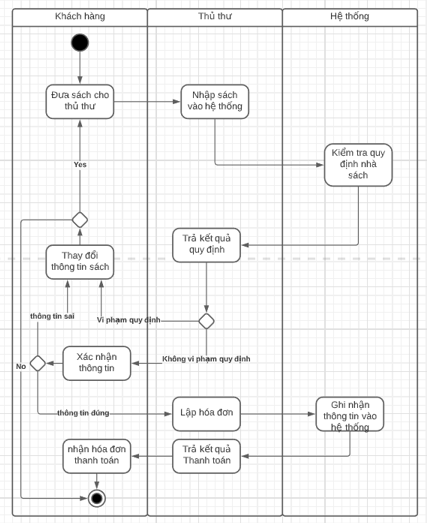 Khách hàng
Thủ thư
Hệ thống
Đưa sách cho
thủ thư
Nhập sách
vào hệ thống
Kiểm tra quy
định nhà
sách
Yes
Trả kết quả
quy định
Thay đổi
thông tin sách
thông tin sai
Vi phạm quy định
Không vi phạm quy định
Xác nhận
thông tin
No
thông tin đúng
Lập hóa đơn
Ghi nhận
thông tin vào
hệ thống
nhận hóa đơn
thanh toán
Trả kết quả
Thanh toán